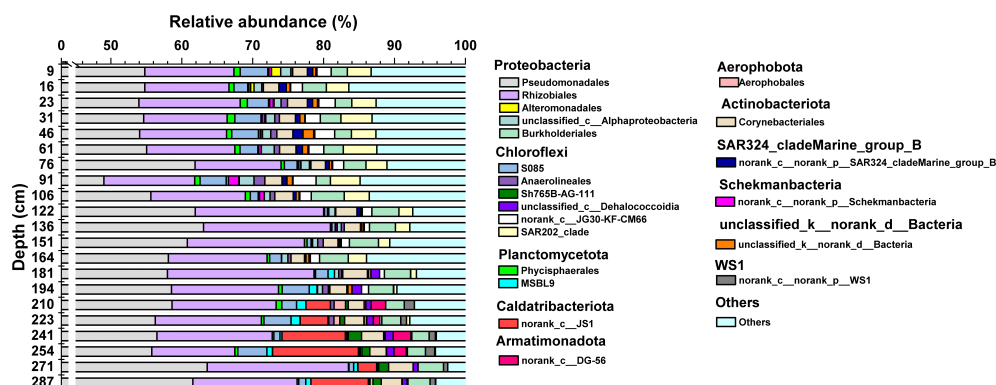 Relative abundance (%)
0 50 60 70 80 90 100
Depth (cm)
9
16
23
31
46
61
76
91
106
122
136
151
164
181
194
210
223
241
254
271
287
Proteobacteria
Pseudomonadales
Rhizobiales
Alteromonadales
unclassified_c__Alphaproteobacteria
Burkholderiales
Chloroflexi
S085
Anaerolineales
Sh765B-AG-111
unclassified_c__Dehalococcoidia
norank_c__JG30-KF-CM66
SAR202_clade
Planctomycetota
Phycisphaerales
MSBL9
Caldatribacteriota
norank_c__JS1
Armatimonadota
norank_c__DG-56
Aerophobota
Aerophobales
Actinobacteriota
Corynebacteriales
SAR324_cladeMarine_group_B
norank_c__norank_p__SAR324_cladeMarine_group_B
Schekmanbacteria
norank_c__norank_p__Schekmanbacteria
unclassified_k__norank_d__Bacteria
unclassified_k__norank_d__Bacteria
WS1
norank_c__norank_p__WS1
Others
Others